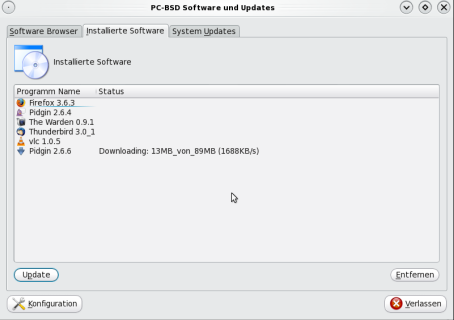 PC-BSD Software und Updates
Software Browser Installierte Software System Updates
Installierte Software
Programm Name Status
Firefox 3.6.3
Pidgin 2.6.4
The Warden 0.9.1
Thunderbird 3.0_1
vlc 1.0.5
Pidgin 2.6.6 Downloading: 13MB_von_89MB (1688KB/s)
Update Entfernen
Konfiguration Verlassen